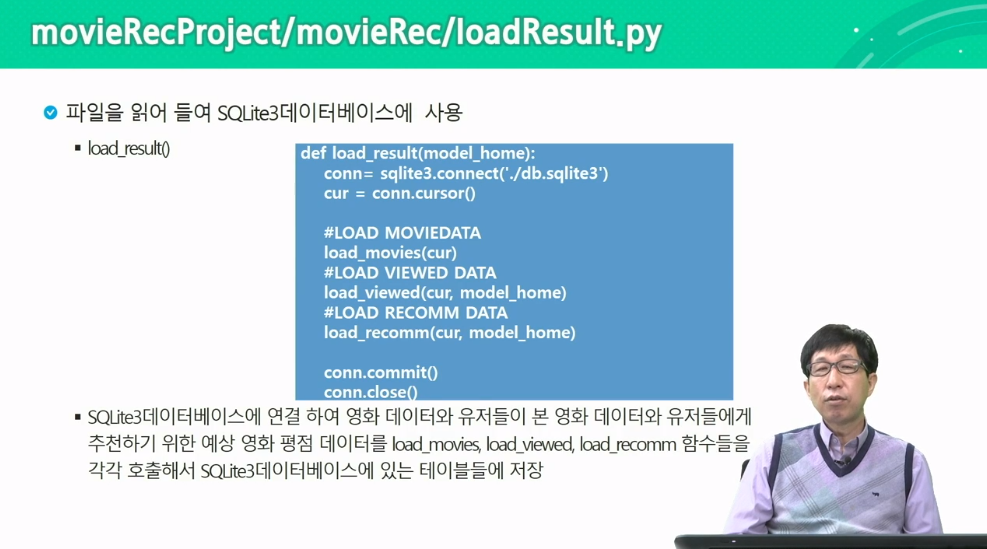 movieRecProject/movieRec/loadResult.py
파일을 읽어 들여 SQLite3데이터베이스에 사용
▪ load_result()
def load_result(model_home):
conn= sqlite3.connect('./db.sqlite3')
cur = conn.cursor()
#LOAD MOVIEDATA
load_movies(cur)
#LOAD VIEWED DATA
load_viewed(cur, model_home)
#LOAD RECOMM DATA
load_recomm(cur, model_home)
conn.commit()
conn.close()
▪ SQLite3데이터베이스에 연결 하여 영화 데이터와 유저들이 본 영화 데이터와 유저들에게
추천하기 위한 예상 영화 평점 데이터를 load_movies, load_viewed, load_recomm 함수들을
각각 호출해서 SQLite3데이터베이스에 있는 테이블들에 저장